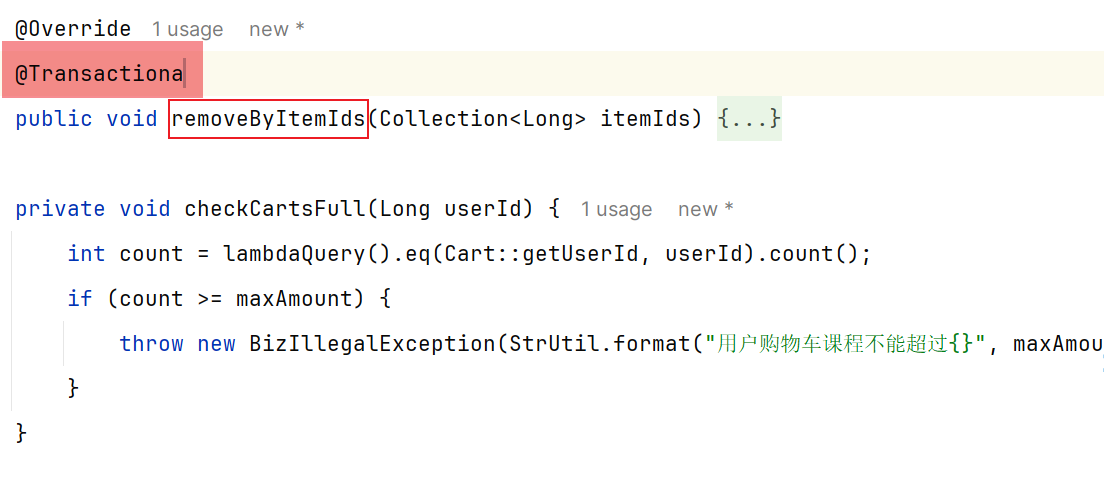 @Override 1 usage new *
@Transactiona
public void removeByItemIds(Collection<Long> itemIds) {...}
private void checkCartsFull(Long userId) { 1 usage new *
int count = lambdaQuery().eq(Cart::getUserId, userId).count();
if (count >= maxAmount) {
throw new BizIllegalException(StrUtil.format("用户购物车课程不能超过{}", maxAmou
}
}